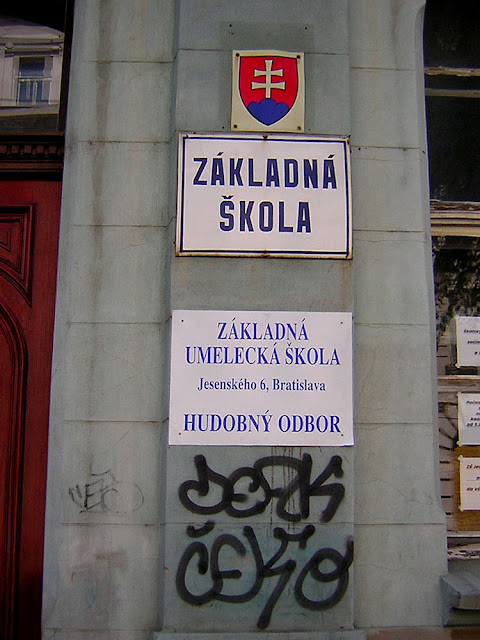 ZÁKLADNÁ
ŠKOLA
ZÁKLADNÁ
UMELECKÁ ŠKOLA
Jesenského 6, Bratislava
HUDOBNÝ ODBOR